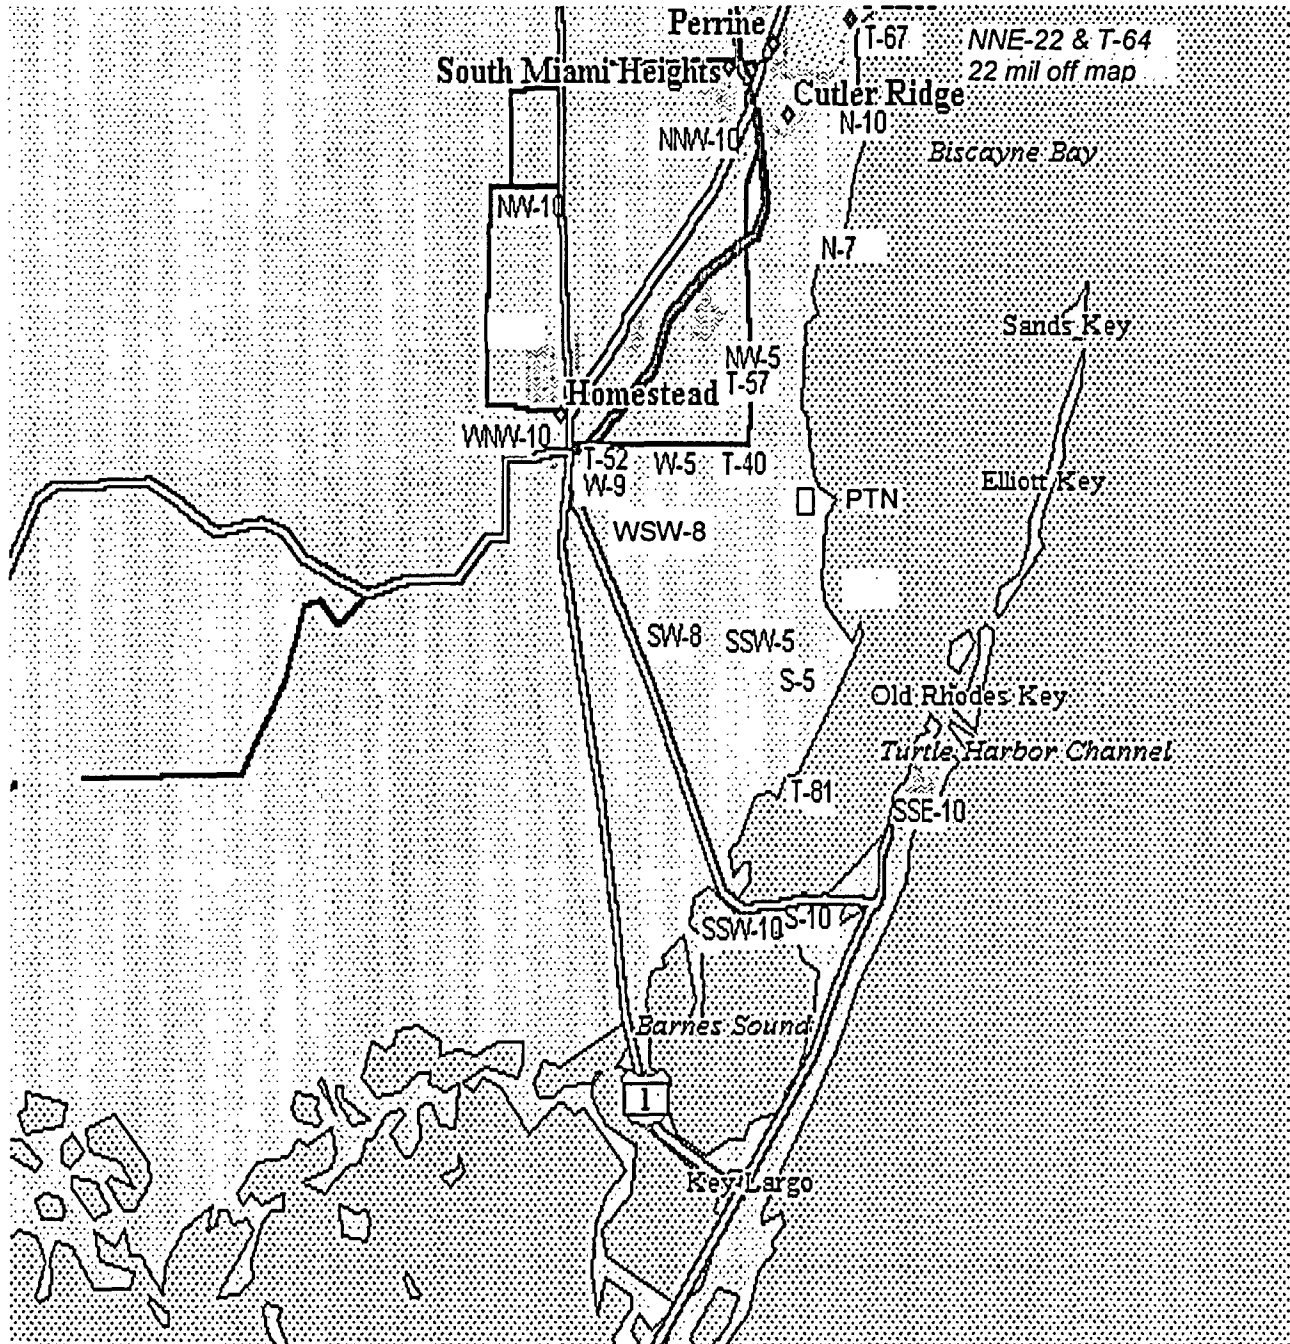 Perrine
T-67
NNE-22 & T-64
22 mil off map
South Miami Heights
Cutler Ridge
N-10
NNW-10
Biscayne Bay
NW-10
N-7
Sands Key
NW-5
T-57
Homestead
WNW-10
T-52
W-5
T-40
W-9
Elliott Key
PTN
WSW-8
SW-8
SSW-5
S-5
Old Rhodes Key
Turtle Harbor Channel
T-81
SSE-10
SSW-10
S-10
Barnes Sound
1
Key Largo